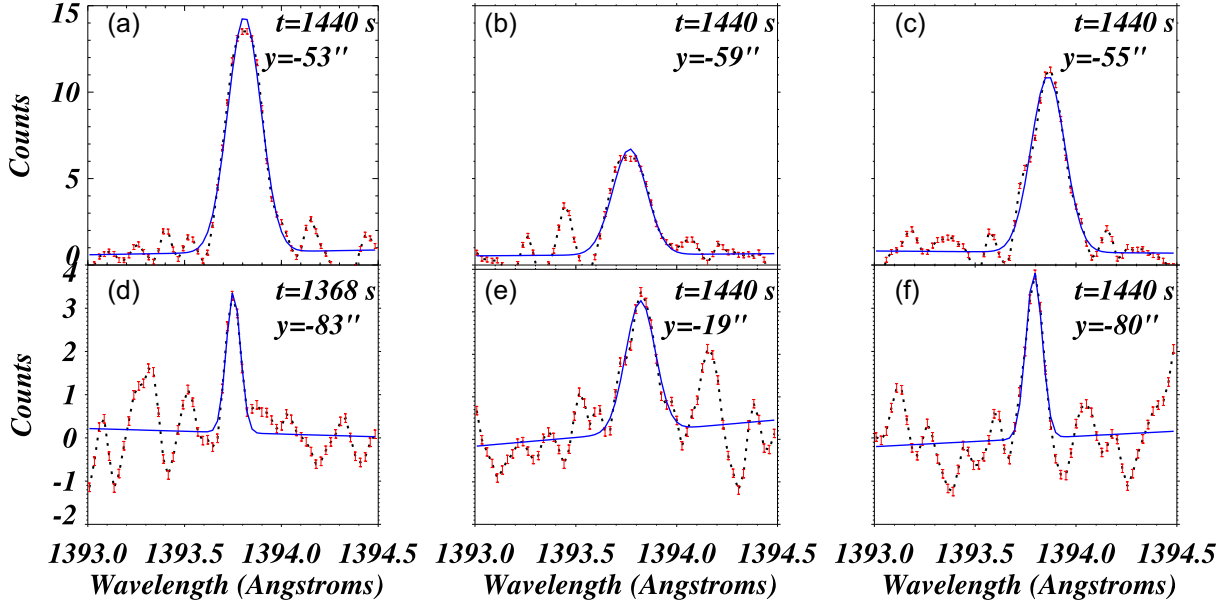 15
(a)
t=1440 s
y=-53"
(b)
t=1440 s
y=-59"
(c)
t=1440 s
y=-55"
10
5
0
Counts
4
(d)
t=1368 s
y=-83"
(e)
t=1440 s
y=-19"
(f)
t=1440 s
y=-80"
3
2
1
0
-1
-2
Counts
1393.0 1393.5 1394.0 1394.5
1393.0 1393.5 1394.0 1394.5
1393.0 1393.5 1394.0 1394.5
Wavelength (Angstroms)
Wavelength (Angstroms)
Wavelength (Angstroms)